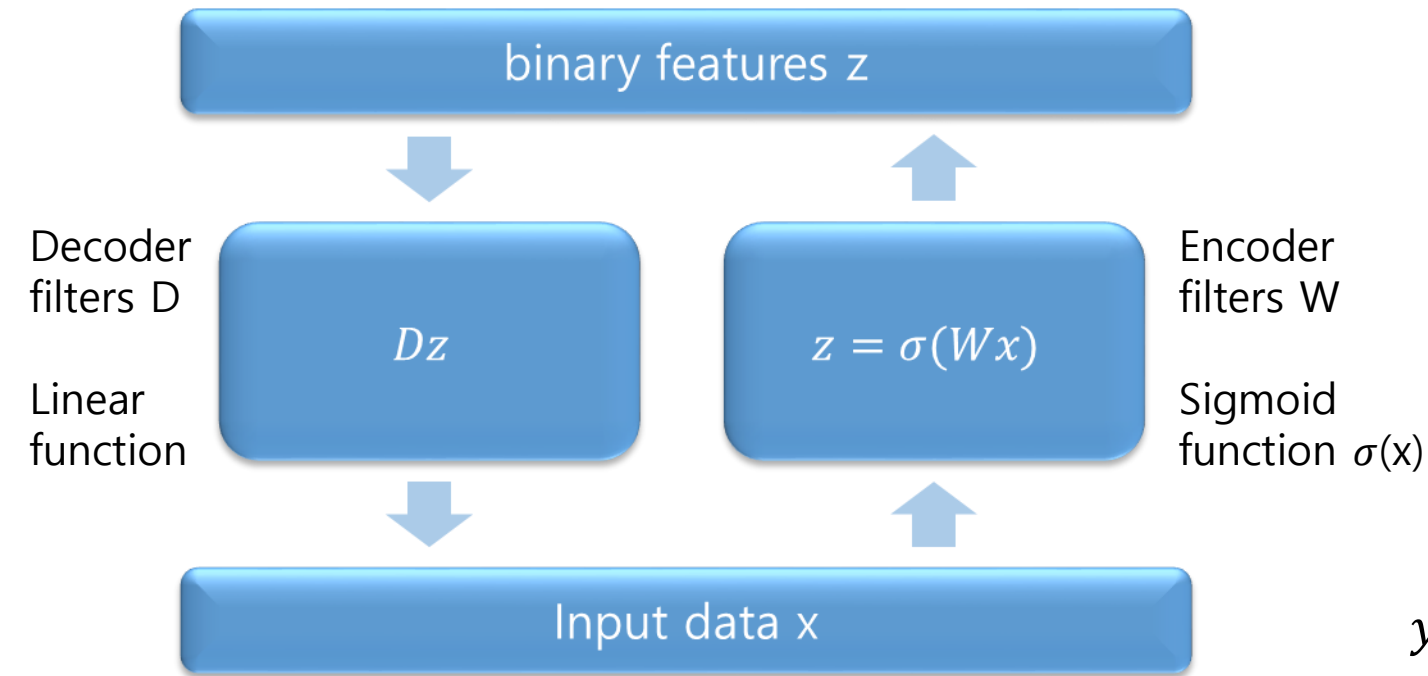 binary features z
Decoder
filters D
Linear
function
Dz
z = σ(Wx)
Encoder
filters W
Sigmoid
function σ(x)
Input data x
y